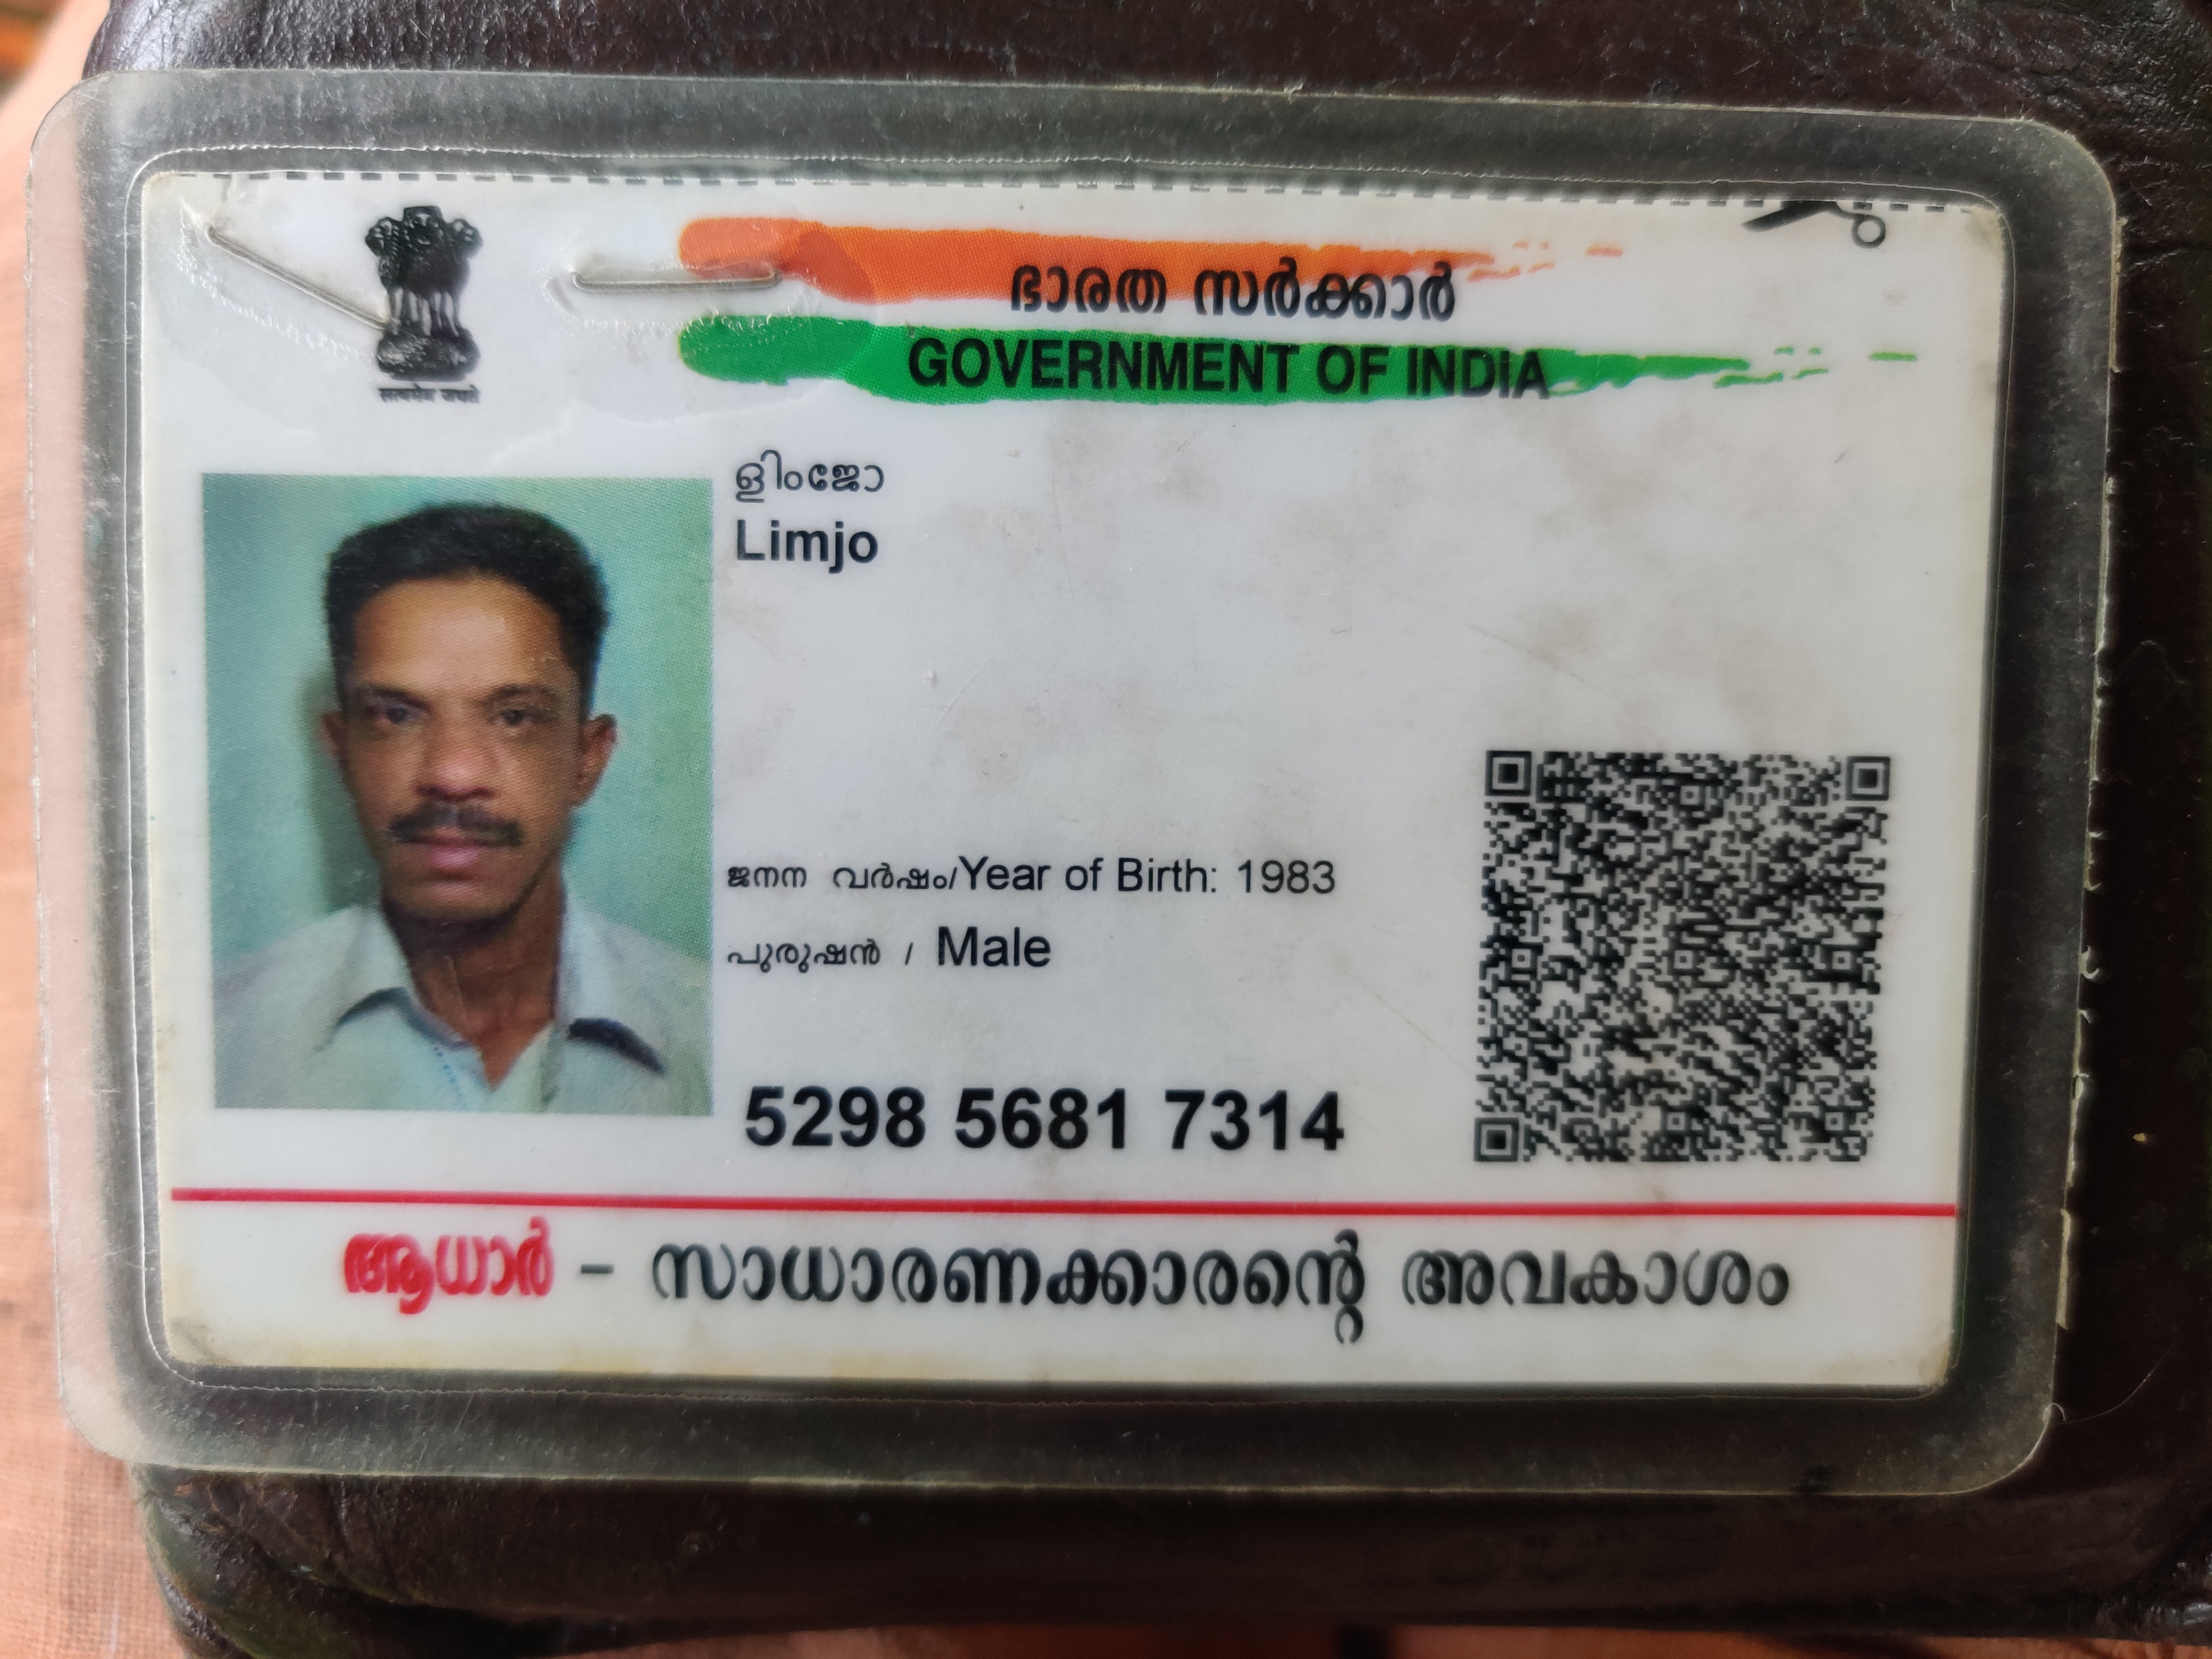 ഭാരത സർക്കാർ
GOVERNMENT OF INDIA
ളിംജോ
Limjo
ജനന വർഷം/Year of Birth: 1983
പുരുഷൻ / Male
5298 5681 7314
ആധാർ - സാധാരണക്കാരന്റെ അവകാശം